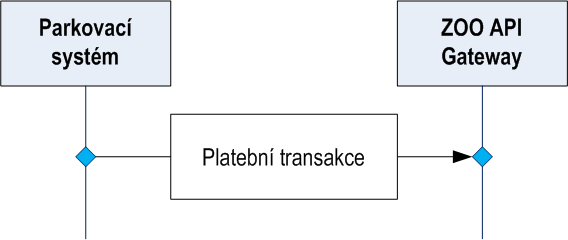 Parkovací
systém
ZOO API
Gateway
Platební transakce